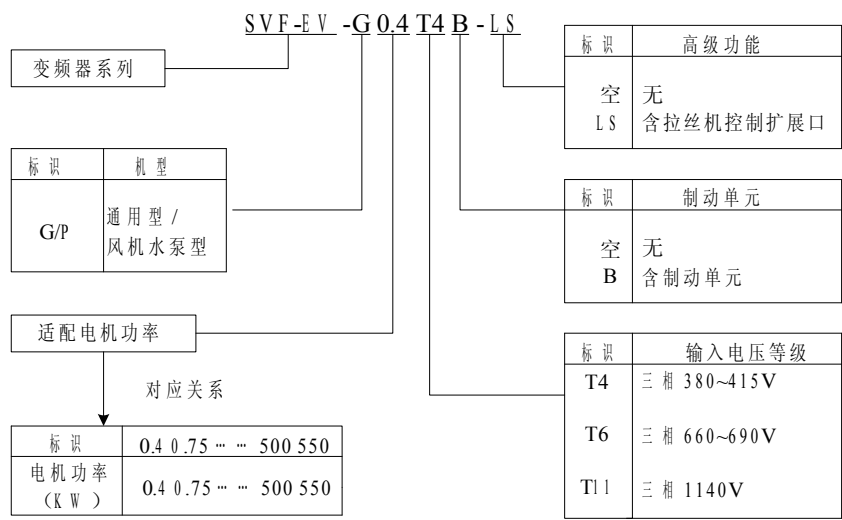 SVF-EV -G 0.4 T4 B -LS
变频器系列
标识 高级功能
空 无
LS 含拉丝机控制扩展口
标识 机型
G/P 通用型/
风机水泵型
标识 制动单元
空 无
B 含制动单元
适配电机功率
对应关系
标识 0.4 0.75 …… 500 550
电机功率
(KW) 0.4 0.75 …… 500 550
标识 输入电压等级
T4 三相 380~415V
T6 三相 660~690V
T11 三相 1140V